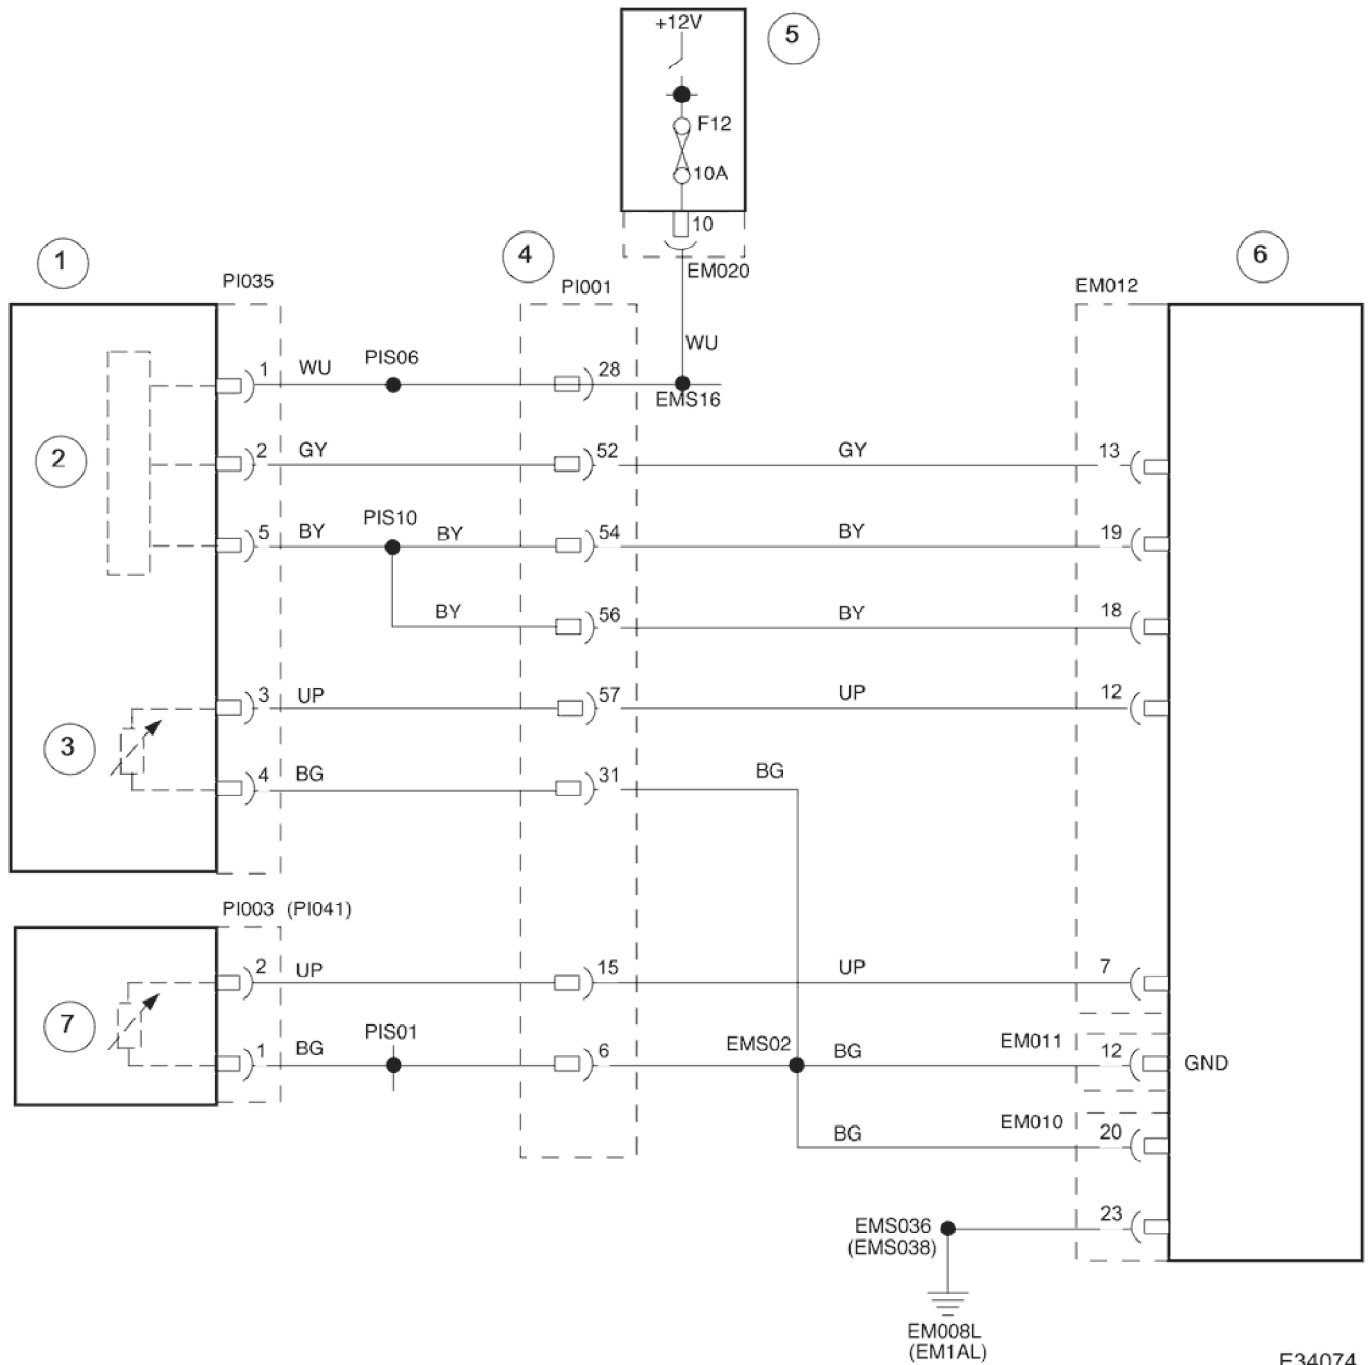 +12V
5
F12
10A
10
1
4
6
EM020
PI035
PI001
EM012
WU
1
WU
PIS06
28
EMS16
2
2
GY
52
GY
13
5
BY
PIS10
BY
54
BY
19
BY
56
BY
18
3
3
UP
57
UP
12
4
BG
31
BG
PI003 (PI041)
7
2
UP
15
UP
7
1
BG
PIS01
6
EMS02
BG
EM011
12
GND
BG
EM010
20
EMS036
(EMS038)
23
EM008L
(EM1AL)
E34074